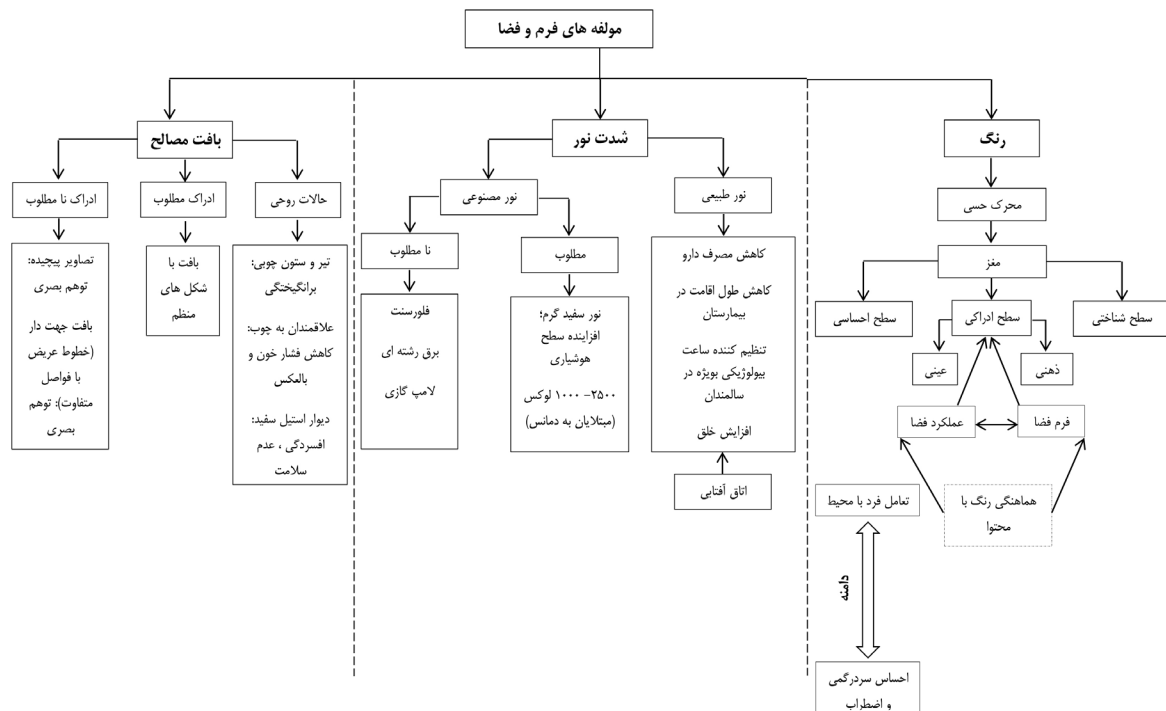 مولفه های فرم و فضا
رنگ
محرک حسی
مغز
سطح شناختی
سطح ادراکی
سطح احساسی
ذهنی
عینی
فرم فضا
عملکرد فضا
هماهنگی رنگ با
محتوا
تعامل فرد با محیط
دامنه
احساس سردرگمی
و اضطراب
شدت نور
نور طبیعی
کاهش مصرف دارو
کاهش طول اقامت در
بیمارستان
تنظیم کننده ساعت
بیولوژیکی بویژه در
سالمندان
افزایش خلق
اتاق آفتابی
نور مصنوعی
مطلوب
نور سفید گرم؛
افزاینده سطح
هوشیاری
۲۵۰۰- ۱۰۰۰ لوکس
(مبتلایان به دمانس)
نا مطلوب
فلورسنت
برق رشته ای
لامپ گازی
بافت مصالح
حالات روحی
تیر و ستون چوبی:
برانگیختگی
علاقمندان به چوب:
کاهش فشار خون و
بالعکس
دیوار استیل سفید:
افسردگی ، عدم
سلامت
ادراک مطلوب
بافت با
شکل های
منظم
ادراک نا مطلوب
تصاویر پیچیده:
توهم بصری
بافت جهت دار
(خطوط عریض
با فواصل
متفاوت): توهم
بصری